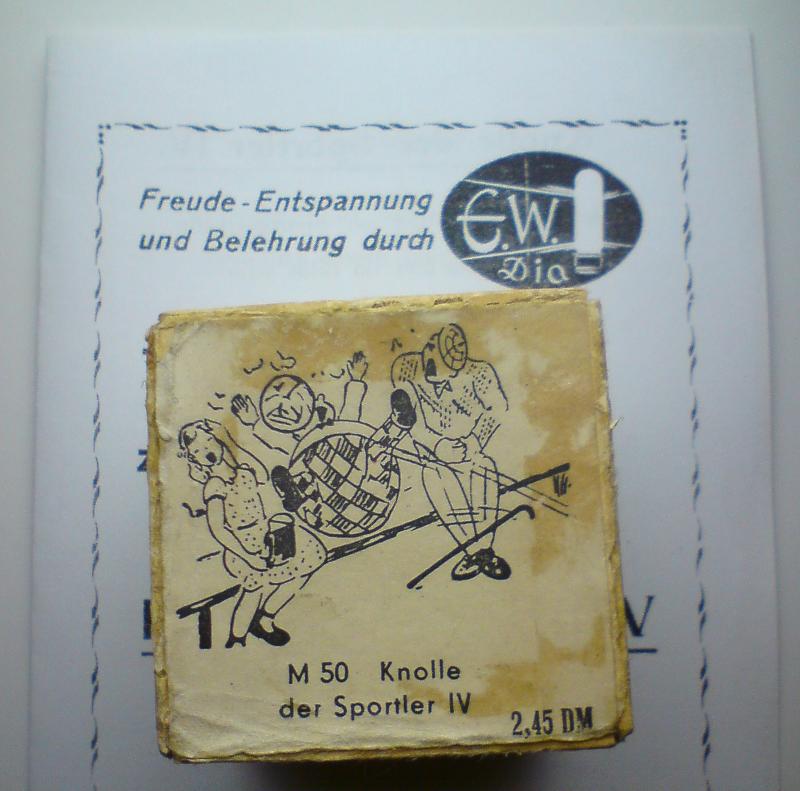 Freude-Entspannung
und Belehrung durch
E.W.
Dia
M 50 Knolle
der Sportler IV
2,45 DM